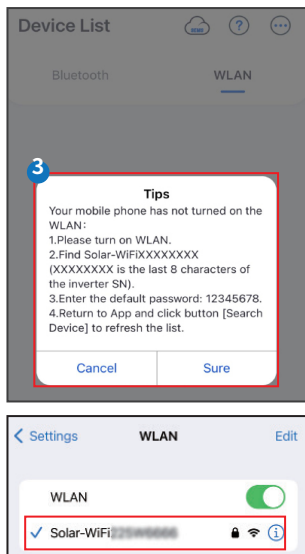 Device List
Bluetooth WLAN
3
Tips
Your mobile phone has not turned on the
WLAN:
1.Please turn on WLAN.
2.Find Solar-WiFiXXXXXXXX
(XXXXXXXX is the last 8 characters of
the inverter SN).
3.Enter the default password: 12345678.
4.Return to App and click button [Search
Device] to refresh the list.
Cancel Sure
Settings WLAN Edit
WLAN
Solar-WiFi